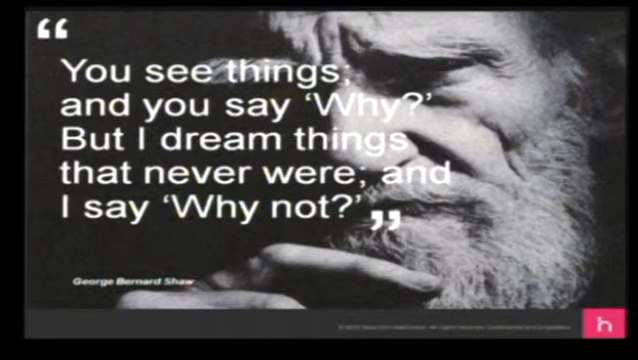 “
You see things;
and you say ‘Why?’
But I dream things
that never were; and
I say ‘Why not?’ ”
George Bernard Shaw
h